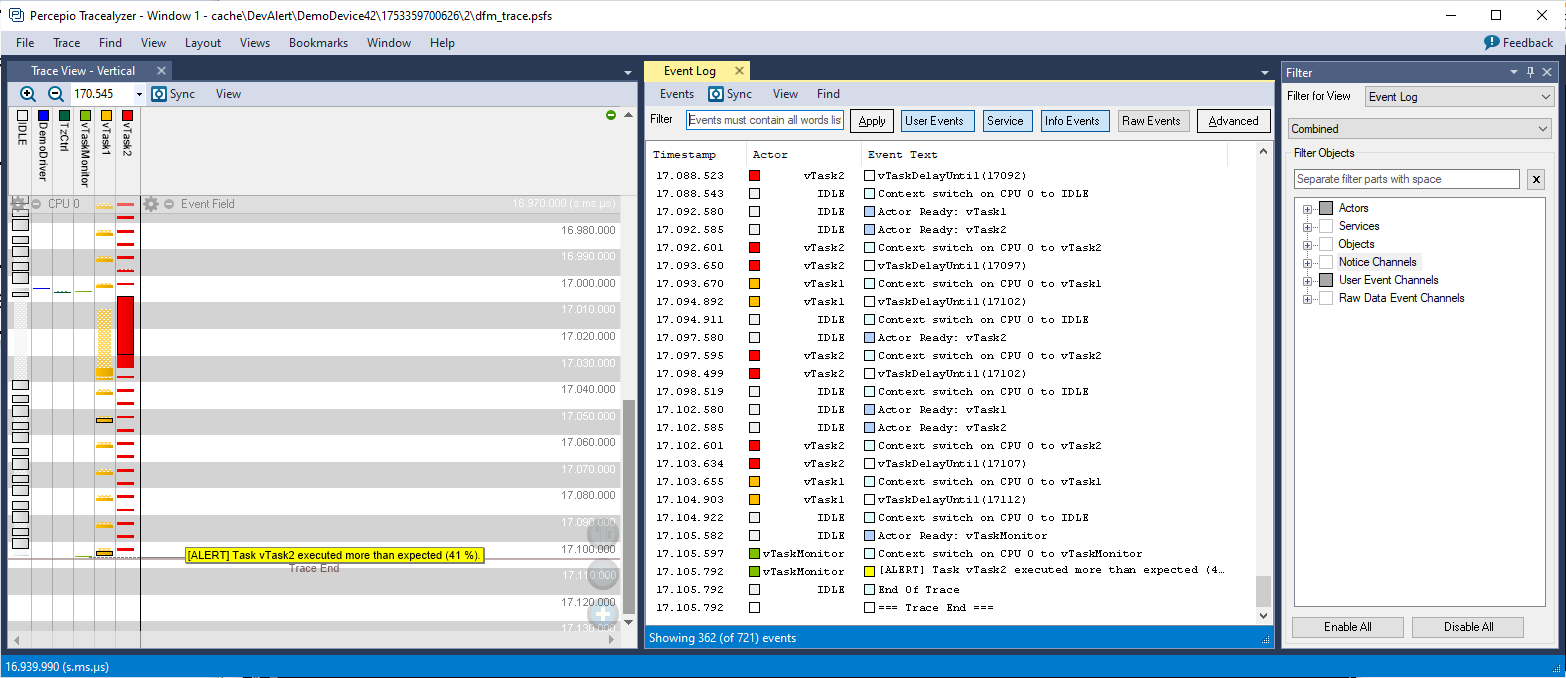 Percepio Tracealyzer - Window 1 - cache\DevAlert\DemoDevice42\1753359700626\2\dfm_trace.psfs
File Trace Find View Layout Views Bookmarks Window Help Feedback
Trace View - Vertical
170.545 Sync View
IDLE
DemoDriver
TzCtrl
vTaskMonitor
vTask1
vTask2
CPU 0 Event Field 16.970.000 (s.ms.µs)
16.980.000
16.990.000
17.000.000
17.010.000
17.020.000
17.030.000
17.040.000
17.050.000
17.060.000
17.070.000
17.080.000
17.090.000
17.100.000
[ALERT] Task vTask2 executed more than expected (41 %).
Trace End
17.110.000
17.120.000
17.130.000
Event Log
Events Sync View Find
Filter Events must contain all words lis Apply User Events Service Info Events Raw Events Advanced
Timestamp Actor Event Text
17.088.523 vTask2 vTaskDelayUntil(17092)
17.088.543 IDLE Context switch on CPU 0 to IDLE
17.092.580 IDLE Actor Ready: vTask1
17.092.585 IDLE Actor Ready: vTask2
17.092.601 vTask2 Context switch on CPU 0 to vTask2
17.093.650 vTask2 vTaskDelayUntil(17097)
17.093.670 vTask1 Context switch on CPU 0 to vTask1
17.094.892 vTask1 vTaskDelayUntil(17102)
17.094.911 IDLE Context switch on CPU 0 to IDLE
17.097.580 IDLE Actor Ready: vTask2
17.097.595 vTask2 Context switch on CPU 0 to vTask2
17.098.499 vTask2 vTaskDelayUntil(17102)
17.098.519 IDLE Context switch on CPU 0 to IDLE
17.102.580 IDLE Actor Ready: vTask1
17.102.585 IDLE Actor Ready: vTask2
17.102.601 vTask2 Context switch on CPU 0 to vTask2
17.103.634 vTask2 vTaskDelayUntil(17107)
17.103.655 vTask1 Context switch on CPU 0 to vTask1
17.104.903 vTask1 vTaskDelayUntil(17112)
17.104.922 IDLE Context switch on CPU 0 to IDLE
17.105.582 IDLE Actor Ready: vTaskMonitor
17.105.597 vTaskMonitor Context switch on CPU 0 to vTaskMonitor
17.105.792 vTaskMonitor [ALERT] Task vTask2 executed more than expected (4...
17.105.792 IDLE End Of Trace
17.105.792 === Trace End ===
Showing 362 (of 721) events
Filter
Filter for View Event Log
Combined
Filter Objects
Separate filter parts with space x
Actors
Services
Objects
Notice Channels
User Event Channels
Raw Data Event Channels
Enable All Disable All
16.939.990 (s.ms.µs)